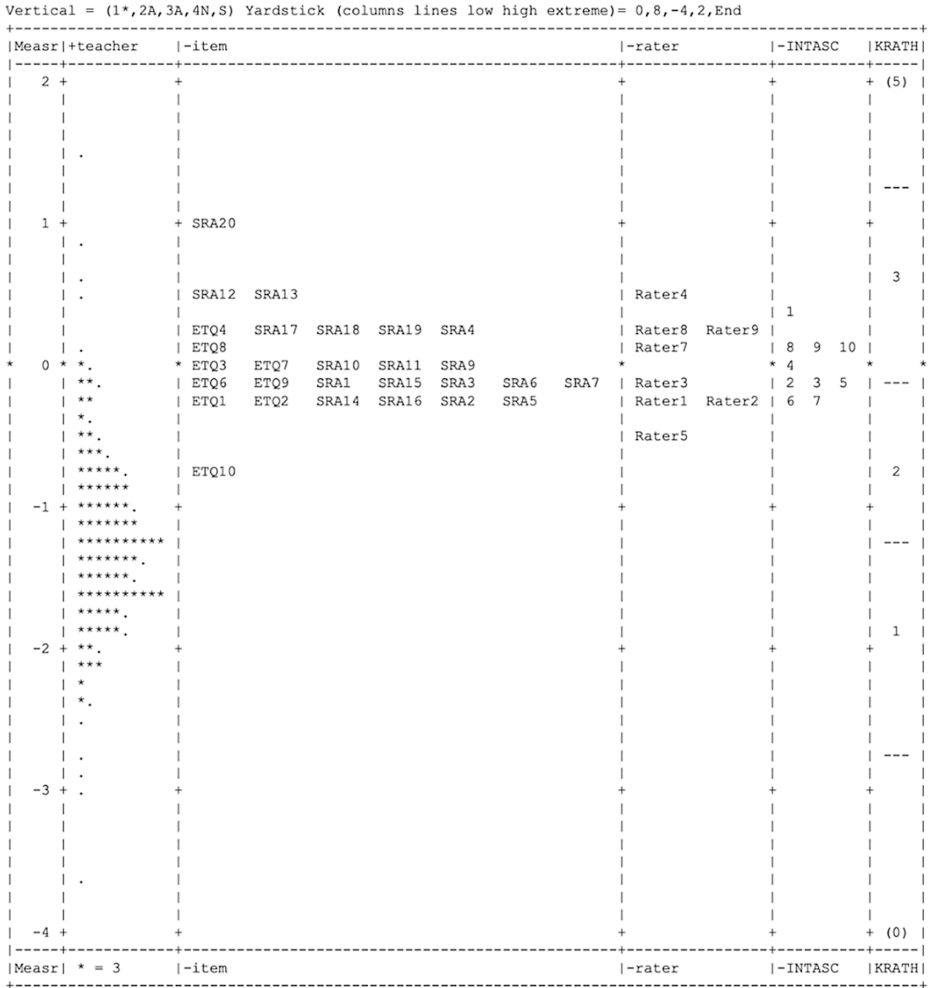 Vertical = (1*,2A,3A,4N,S) Yardstick (columns lines low high extreme)= 0,8,-4,2,End
+-----------------------------------------------------------------------------------------------------------+
|Measr|+teacher |-item |-rater |-INTASC |KRATH|
|-----+-------------+---------------------------------------------------+-----------------+-----------+-----|
| 2 + + + + + (5) |
| | | | | | |
| | | | | | |
| | | | | | |
| | . | | | | |
| | | | | | |
| | | | | | --- |
| | | | | | |
| 1 + + SRA20 + + + |
| | . | | | | |
| | | | | | |
| | . | | | | 3 |
| | . | SRA12 SRA13 | Rater4 | | |
| | | | | 1 | |
| | | ETQ4 SRA17 SRA18 SRA19 SRA4 | Rater8 Rater9 | | |
| | . | ETQ8 | Rater7 | 8 9 10 | |
* 0 * *. * ETQ3 ETQ7 SRA10 SRA11 SRA9 * * 4 * *
| | **. | ETQ6 ETQ9 SRA1 SRA15 SRA3 SRA6 SRA7 | Rater3 | 2 3 5 | --- |
| | ** | ETQ1 ETQ2 SRA14 SRA16 SRA2 SRA5 | Rater1 Rater2 | 6 7 | |
| | *. | | | | |
| | **. | | Rater5 | | |
| | ***. | | | | |
| | *****. | ETQ10 | | | 2 |
| | ****** | | | | |
| -1 + ******. + + + + |
| | ******* | | | | |
| | ********** | | | | --- |
| | *******. | | | | |
| | ******. | | | | |
| | ********** | | | | |
| | *****. | | | | |
| | *****. | | | | 1 |
| -2 + **. + + + + |
| | *** | | | | |
| | * | | | | |
| | *. | | | | |
| | . | | | | |
| | | | | | |
| | . | | | | --- |
| | . | | | | |
| -3 + . + + + + |
| | | | | | |
| | | | | | |
| | | | | | |
| | | | | | |
| | . | | | | |
| | | | | | |
| | | | | | |
| -4 + + + + + (0) |
|-----+-------------+---------------------------------------------------+-----------------+-----------+-----|
|Measr| * = 3 |-item |-rater |-INTASC |KRATH|
+-----------------------------------------------------------------------------------------------------------+